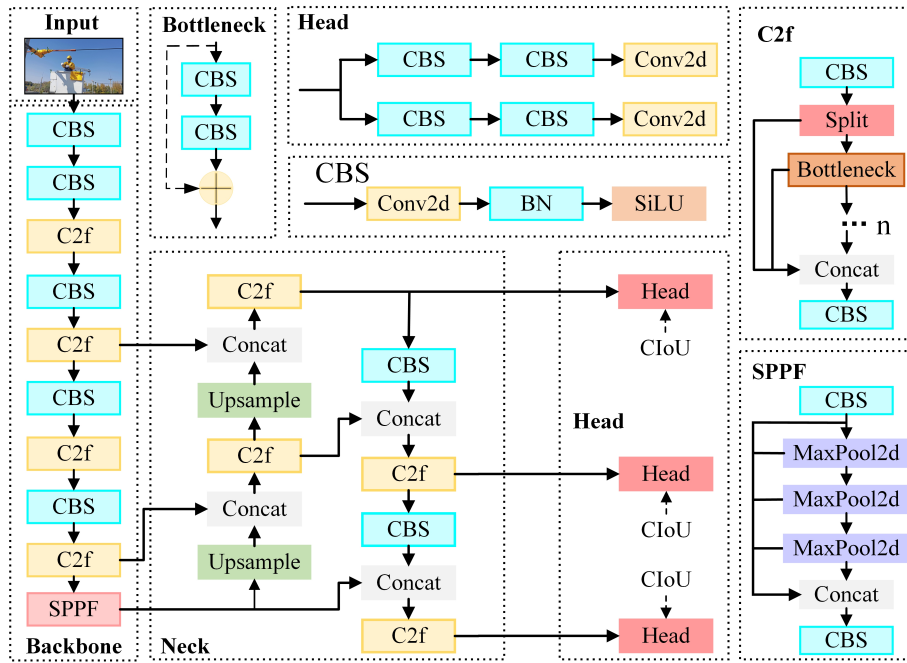 Input
CBS
CBS
C2f
CBS
C2f
CBS
C2f
CBS
C2f
SPPF
Backbone
Bottleneck
CBS
CBS
Head
CBS CBS Conv2d
CBS CBS Conv2d
CBS
Conv2d BN SiLU
C2f
Concat
Upsample
C2f
Concat
Upsample
CBS
Concat
C2f
CBS
Concat
C2f
Neck
Head
CIoU
Head
Head
CIoU
CIoU
Head
C2f
CBS
Split
Bottleneck
... n
Concat
CBS
SPPF
CBS
MaxPool2d
MaxPool2d
MaxPool2d
Concat
CBS